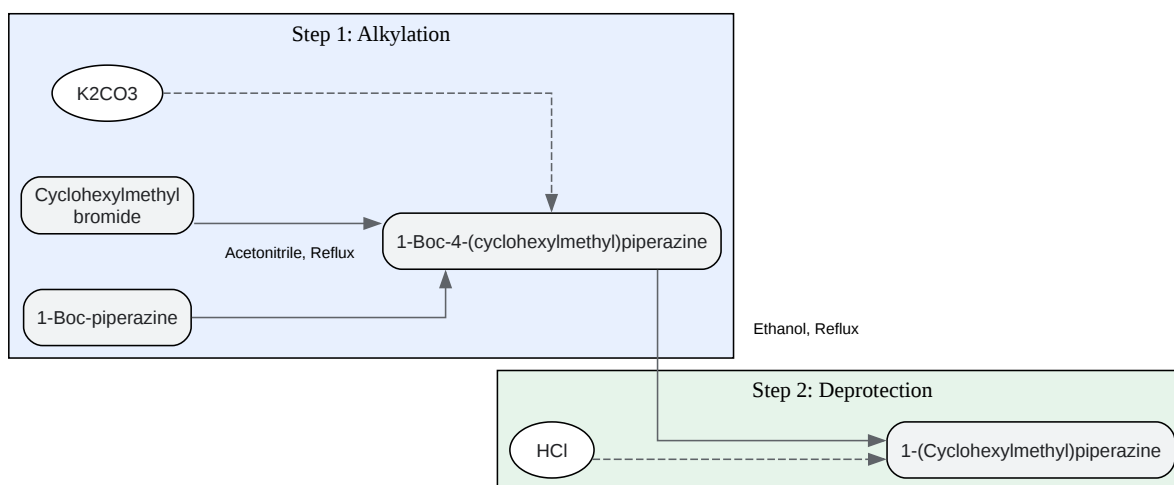 Step 1: Alkylation
K2CO3
Cyclohexylmethyl
bromide
1-Boc-4-(cyclohexylmethyl)piperazine
Acetonitrile, Reflux
1-Boc-piperazine
Ethanol, Reflux
Step 2: Deprotection
HCl
1-(Cyclohexylmethyl)piperazine